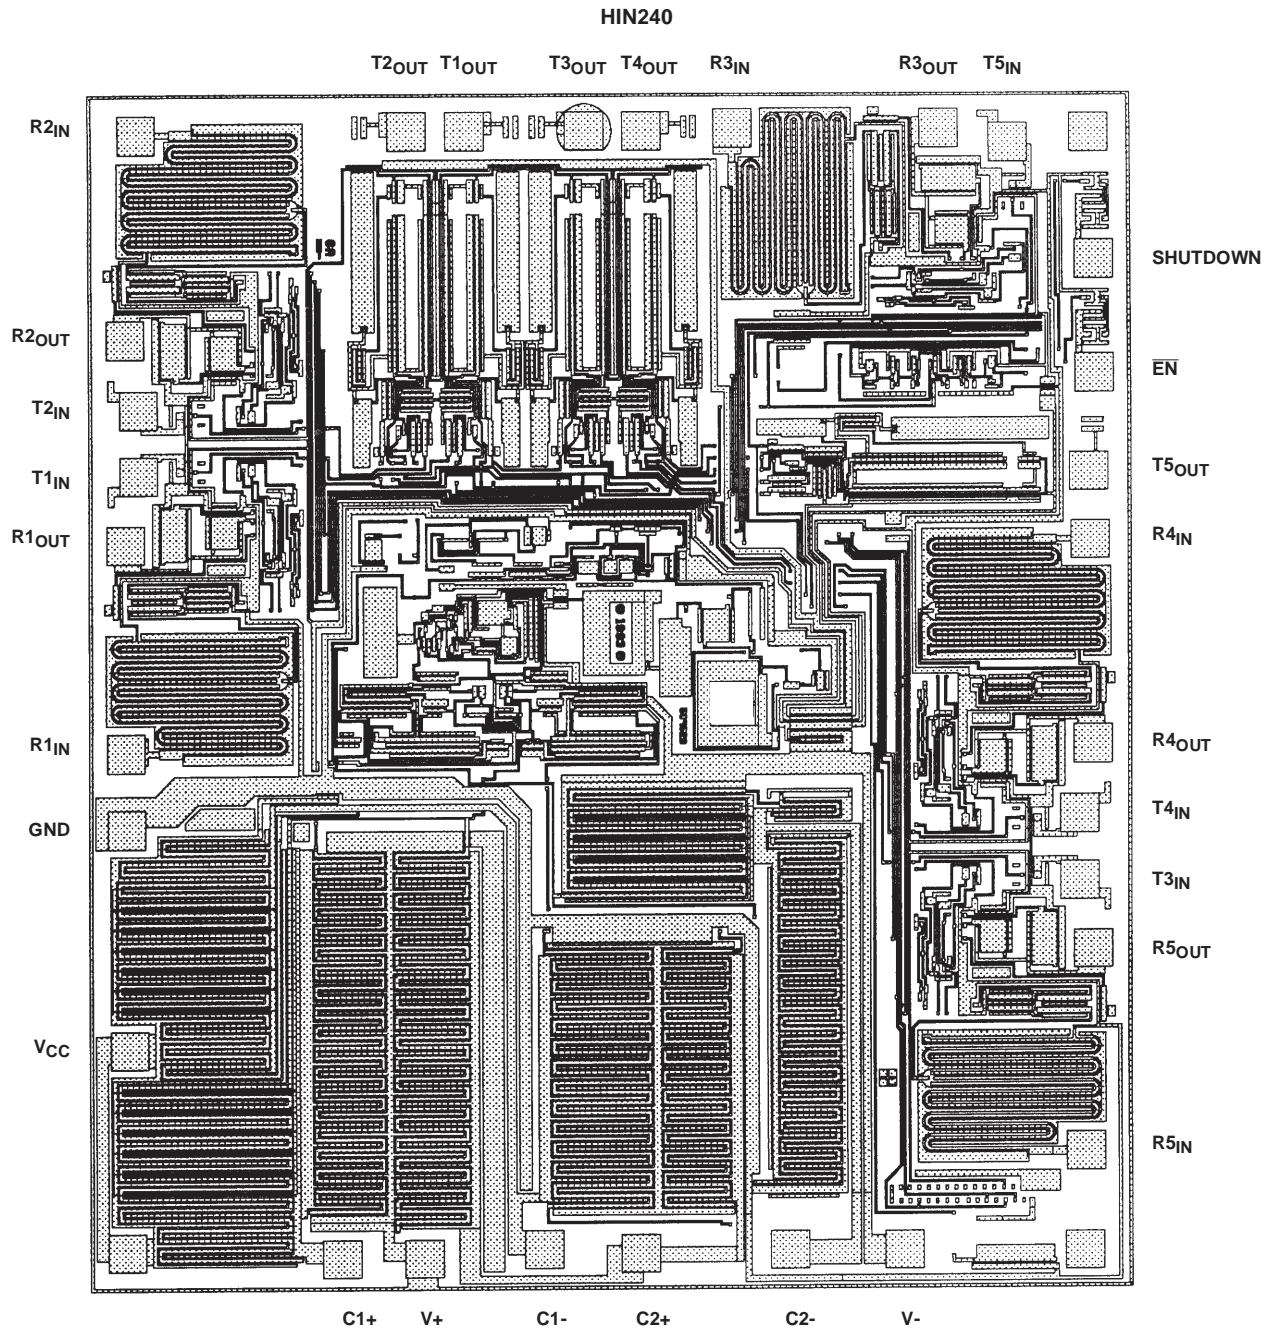 HIN240
T2OUT T1OUT T3OUT T4OUT R3IN R3OUT T5IN
R2IN
SHUTDOWN
R2OUT
EN
T2IN
T1IN
T5OUT
R1OUT
R4IN
© 1993 ©
R1IN
R4OUT
T4IN
GND
T3IN
R5OUT
VCC
R5IN
C1+ V+ C1- C2+ C2- V-